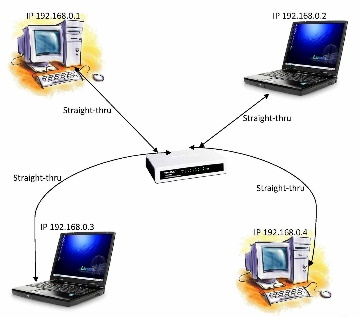 IP 192.168.0.1
IP 192.168.0.2
Straight-thru
Straight-thru
Straight-thru
Straight-thru
IP 192.168.0.3
IP 192.168.0.4